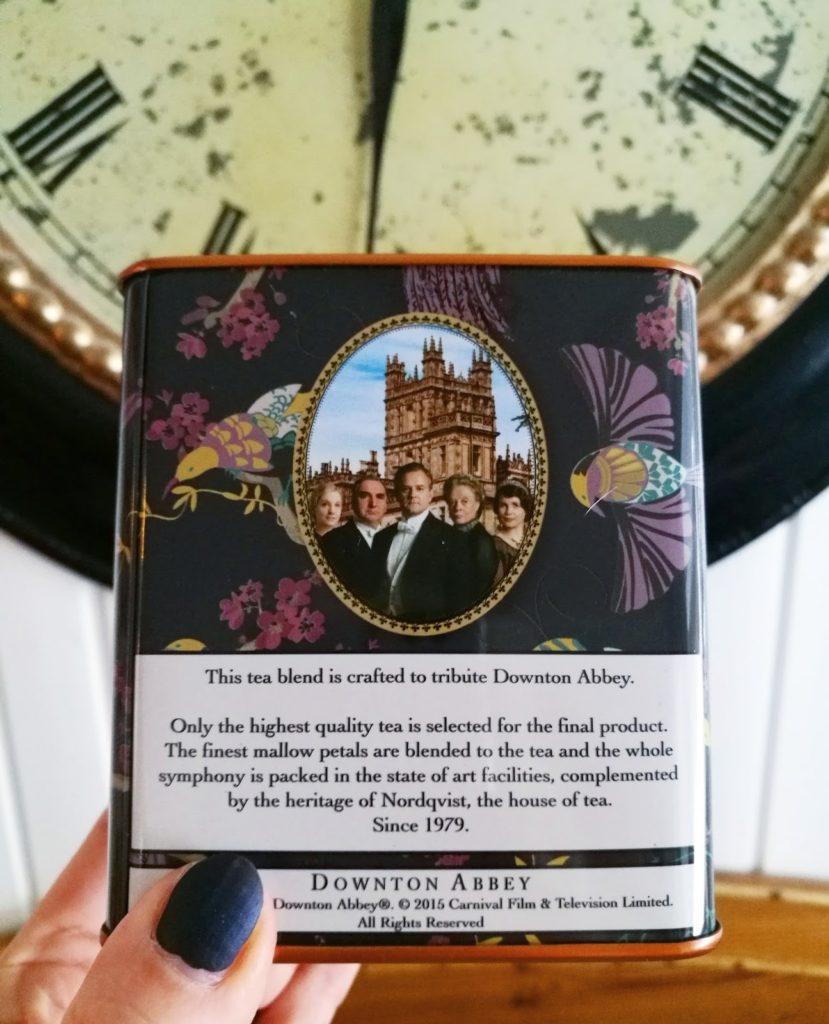 This tea blend is crafted to tribute Downton Abbey.
Only the highest quality tea is selected for the final product.
The finest mallow petals are blended to the tea and the whole
symphony is packed in the state of art facilities, complemented
by the heritage of Nordqvist, the house of tea.
Since 1979.
DOWNTON ABBEY
Downton Abbey®. © 2015 Carnival Film & Television Limited.
All Rights Reserved